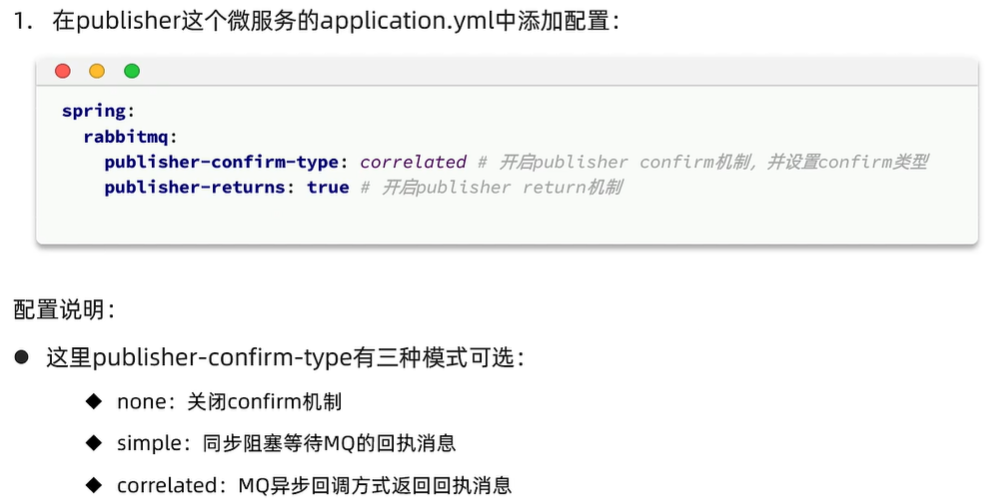 1. 在publisher这个微服务的application.yml中添加配置：
spring:
rabbitmq:
publisher-confirm-type: correlated # 开启publisher confirm机制，并设置confirm类型
publisher-returns: true # 开启publisher return机制
配置说明：
● 这里publisher-confirm-type有三种模式可选：
◆ none：关闭confirm机制
◆ simple：同步阻塞等待MQ的回执消息
◆ correlated：MQ异步回调方式返回回执消息